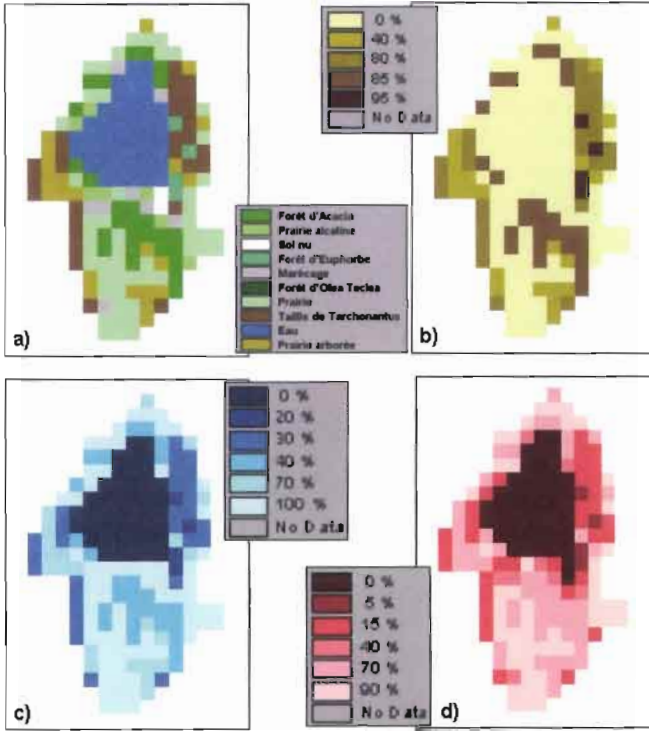 0 %
40 %
80 %
85 %
95 %
No Data
a)
Forêt d'Acacia
Prairie alcaline
Sol nu
Forêt d'Euphorbe
Marécage
Forêt d'Olea Teclea
Prairie
Taillis de Tarchonantus
Eau
Prairie arborée
b)
0 %
20 %
30 %
40 %
70 %
100 %
No Data
c)
0 %
5 %
15 %
40 %
70 %
90 %
No Data
d)